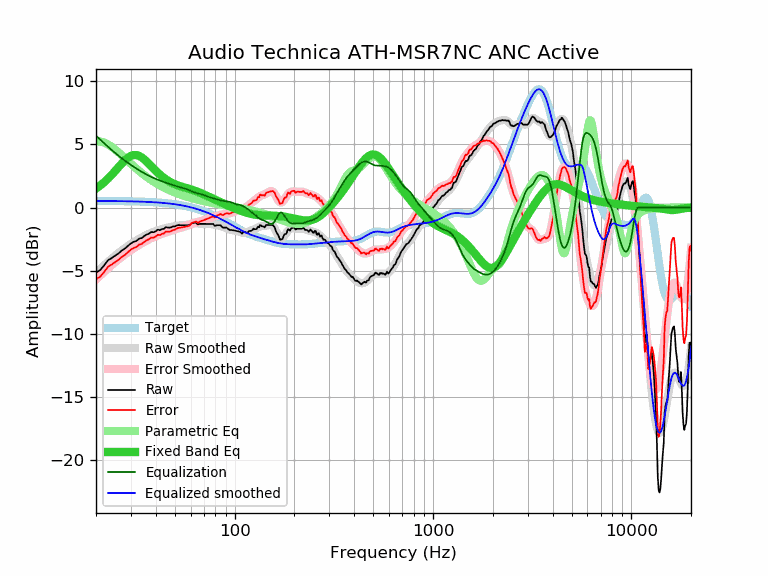 Audio Technica ATH-MSR7NC ANC Active
10
5
0
−5
−10
−15
−20
Amplitude (dBr)
Target
Raw Smoothed
Error Smoothed
Raw
Error
Parametric Eq
Fixed Band Eq
Equalization
Equalized smoothed
100
1000
10000
Frequency (Hz)